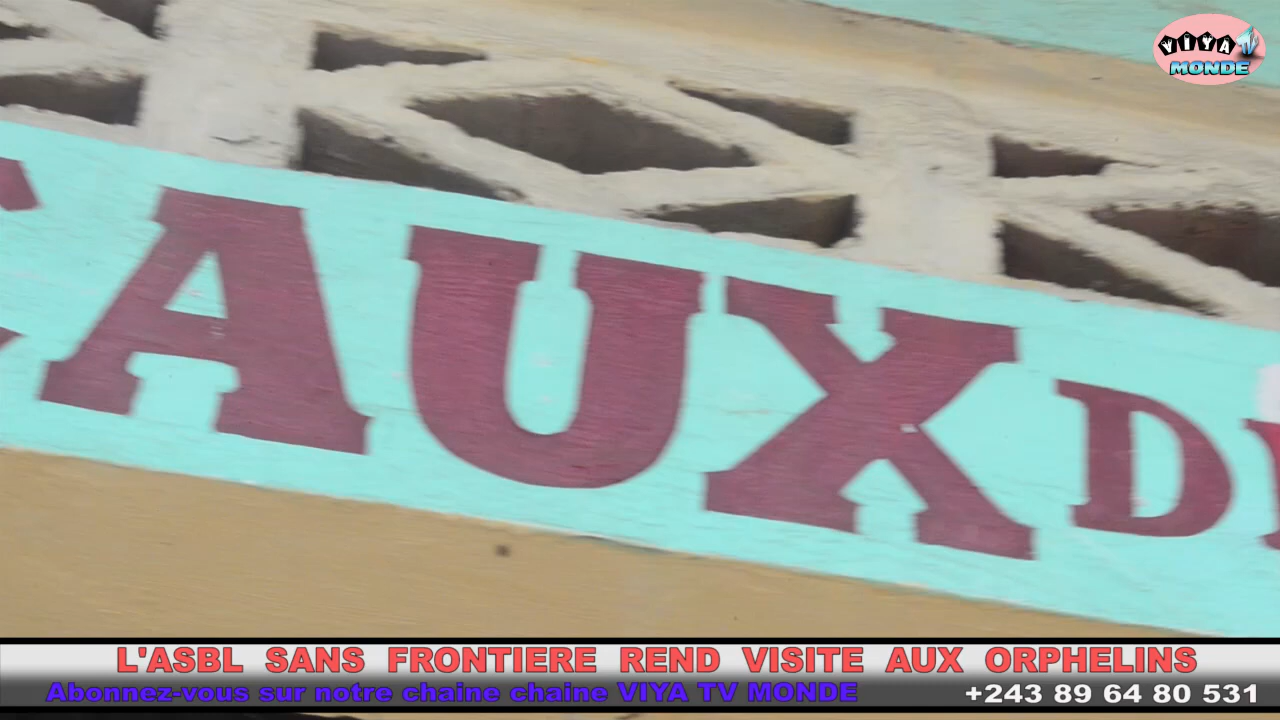 VIYA TV
MONDE
AUX D
L'ASBL SANS FRONTIERE REND VISITE AUX ORPHELINS
Abonnez-vous sur notre chaine chaine VIYA TV MONDE +243 89 64 80 531